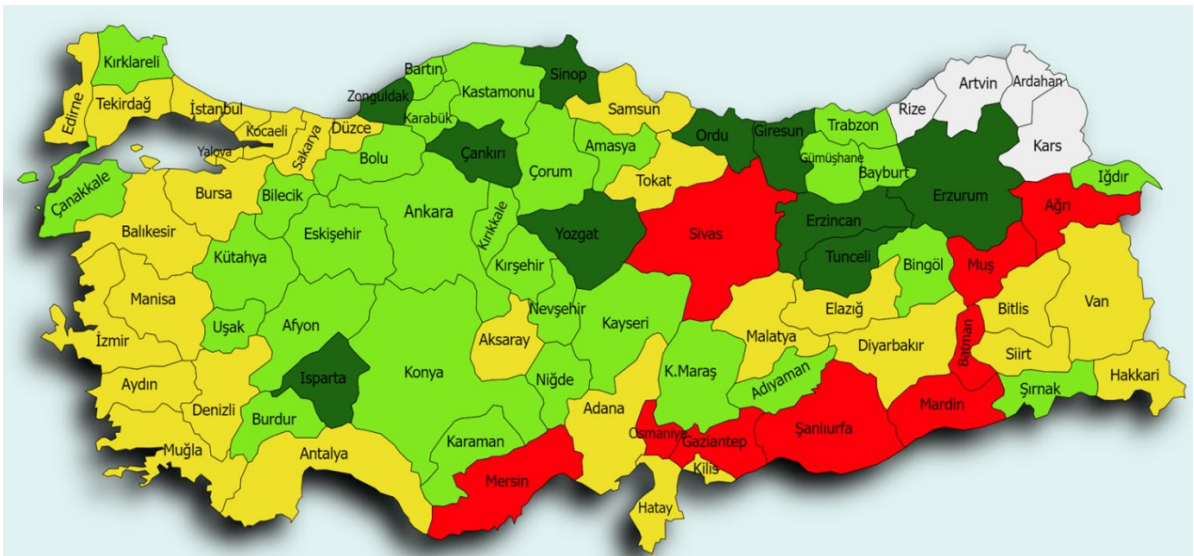 Kırklareli
Edirne
Tekirdağ
İstanbul
Kocaeli
Yalova
Sakarya
Düzce
Zonguldak
Bartın
Karabük
Kastamonu
Sinop
Samsun
Ordu
Giresun
Trabzon
Rize
Artvin
Ardahan
Kars
Çanakkale
Balıkesir
Bursa
Bilecik
Bolu
Çankırı
Çorum
Amasya
Tokat
Gümüşhane
Bayburt
Erzurum
Iğdır
Ağrı
Kütahya
Eskişehir
Ankara
Kırıkkale
Kırşehir
Yozgat
Sivas
Erzincan
Tunceli
Bingöl
Muş
Bitlis
Van
Manisa
İzmir
Uşak
Afyon
Konya
Aksaray
Nevşehir
Kayseri
Malatya
Elazığ
Diyarbakır
Batman
Siirt
Hakkari
Aydın
Denizli
Isparta
Burdur
Niğde
K.Maraş
Adıyaman
Mardin
Şırnak
Muğla
Antalya
Karaman
Mersin
Adana
Osmaniye
Gaziantep
Şanlıurfa
Kilis
Hatay